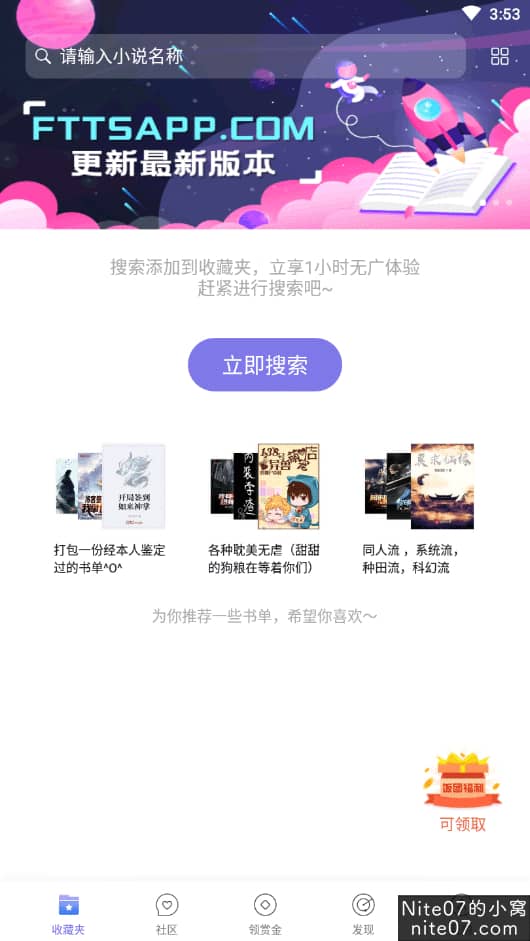 3:53
请输入小说名称
FTTSAPP.COM
更新最新版本
搜索添加到收藏夹，立享1小时无广体验
赶紧进行搜索吧~
立即搜索
开局签到
如来神掌
打包一份经本人鉴定
过的书单^0^
各种耽美无虐（甜甜
的狗粮在等着你们）
同人流 ，系统流，
种田流，科幻流
为你推荐一些书单，希望你喜欢～
饭团福利
可领取
收藏夹
社区
领赏金
发现
Nite07的小窝
nite07.com